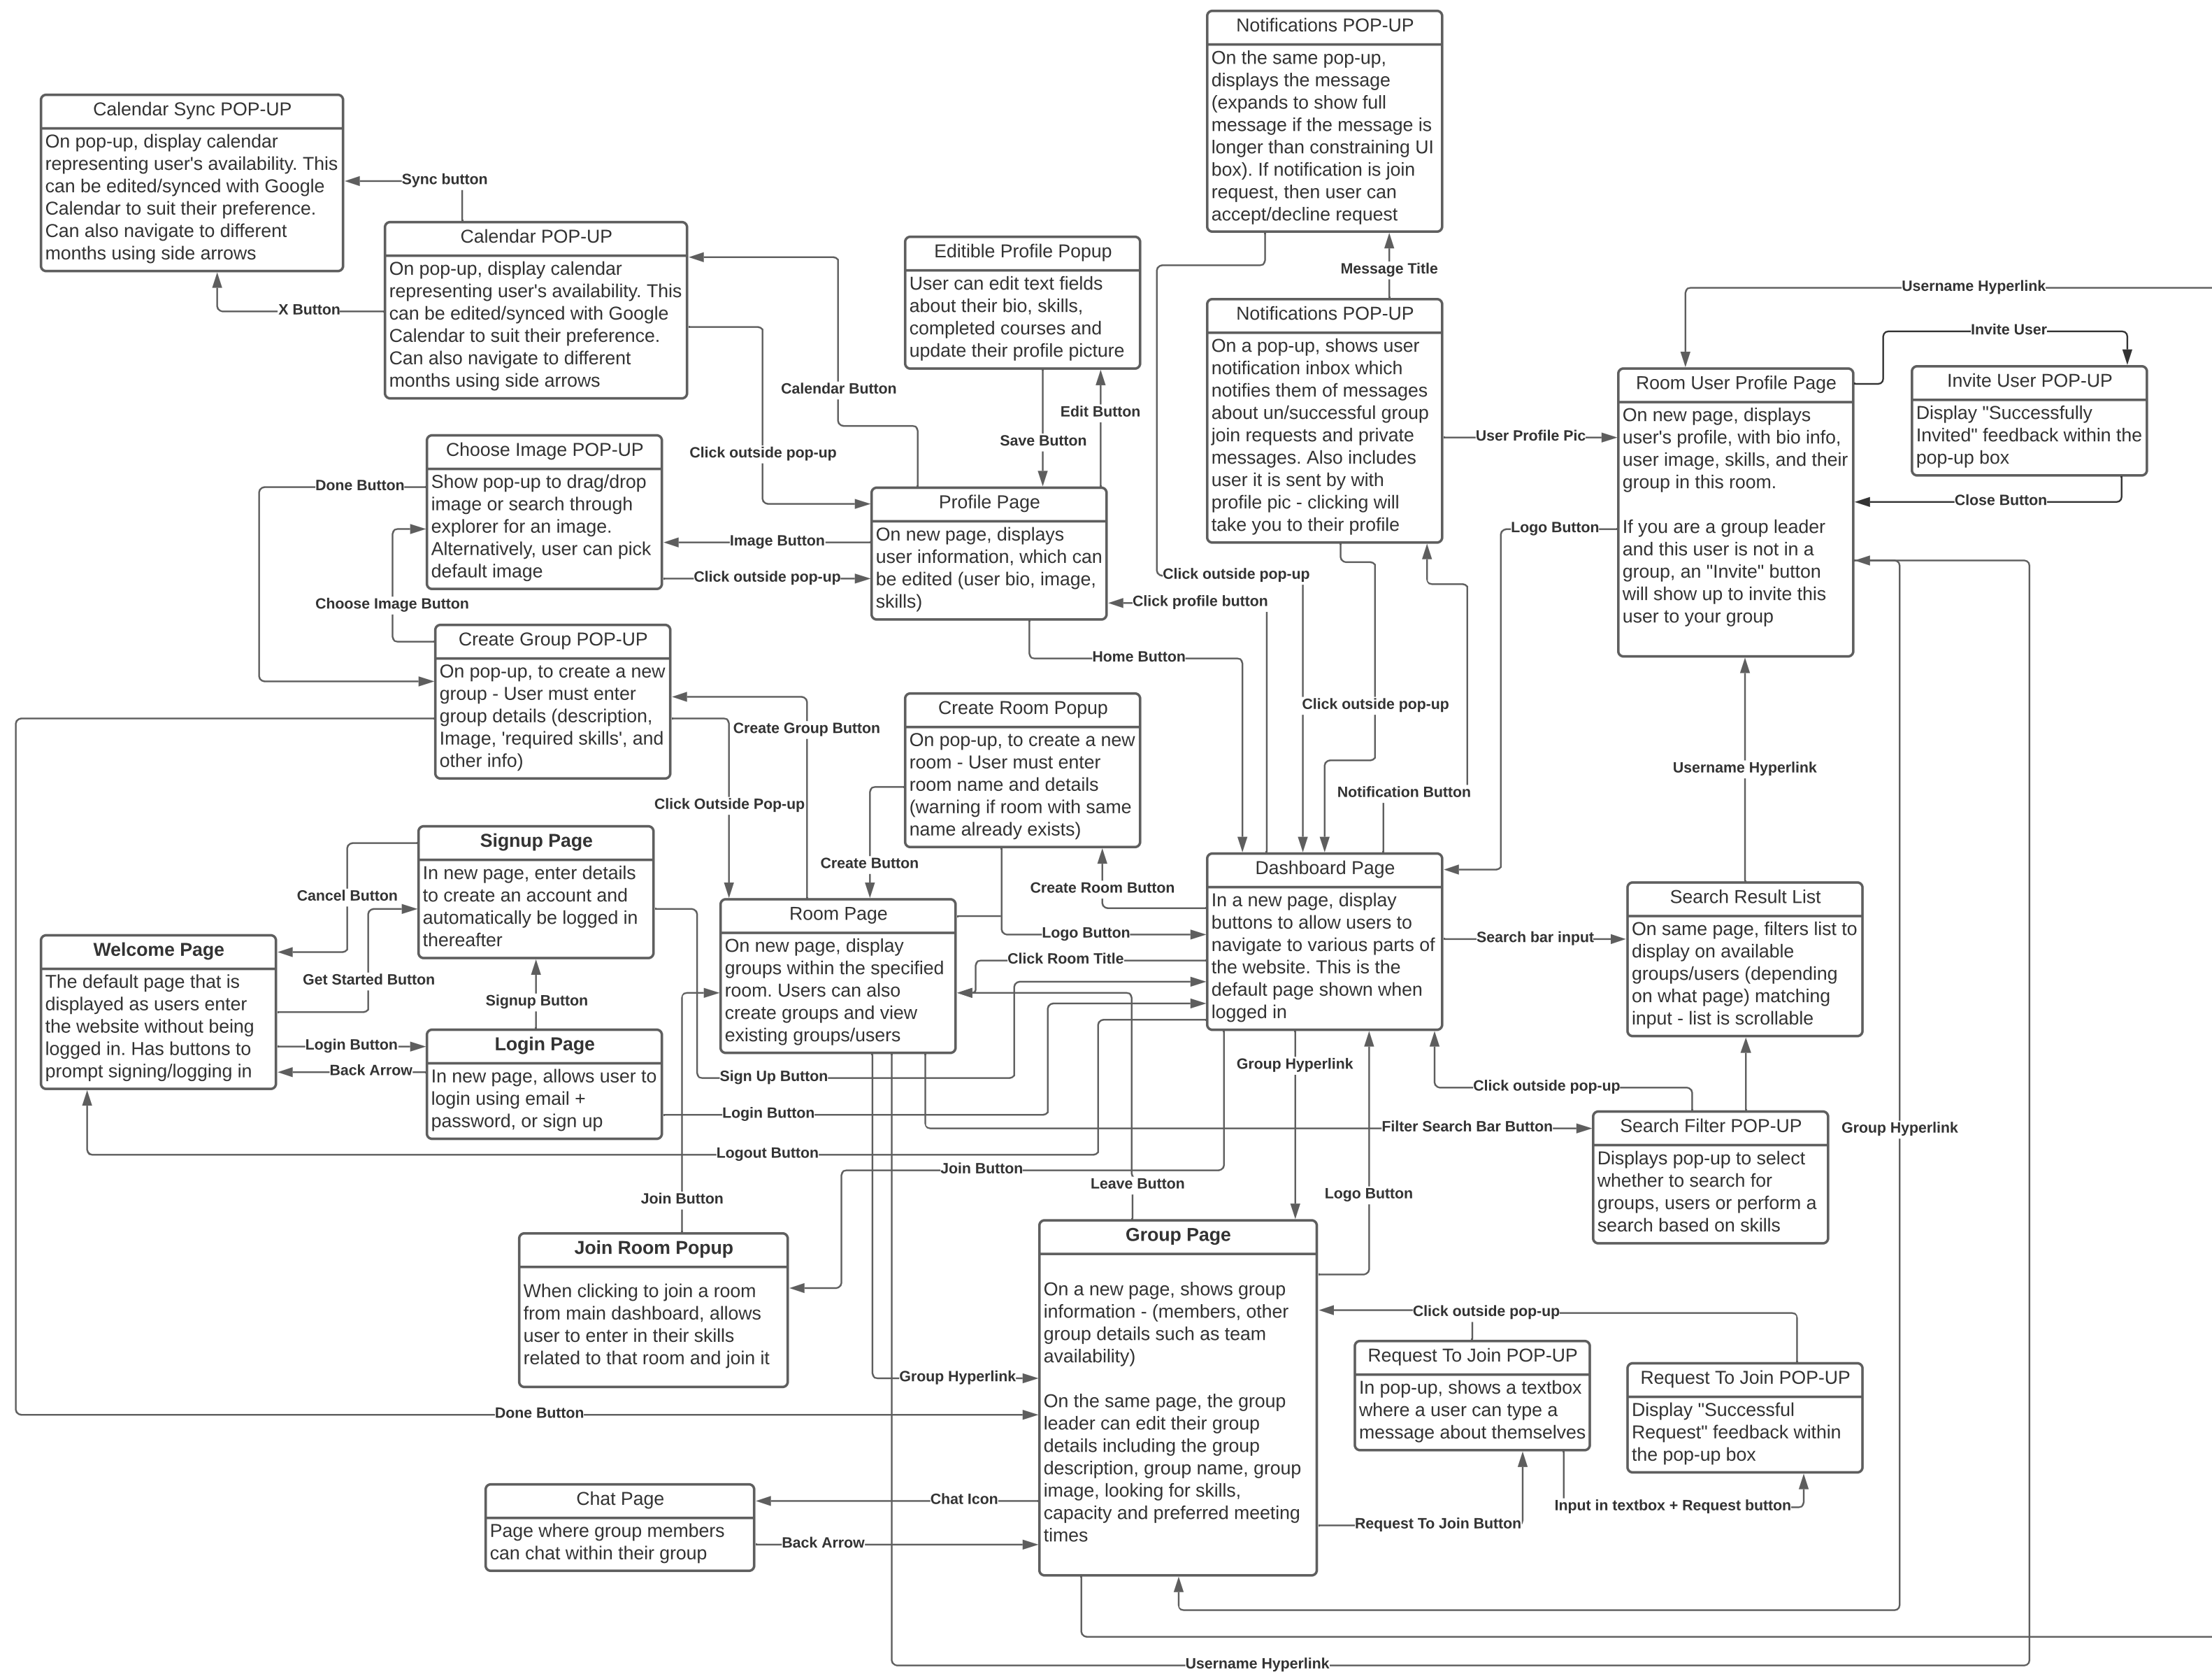 Notifications POP-UP
On the same pop-up,
displays the message
(expands to show full
message if the message is
longer than constraining UI
box). If notification is join
request, then user can
accept/decline request
Calendar Sync POP-UP
On pop-up, display calendar
representing user's availability. This
can be edited/synced with Google
Calendar to suit their preference.
Can also navigate to different
months using side arrows
Sync button
X Button
Calendar POP-UP
On pop-up, display calendar
representing user's availability. This
can be edited/synced with Google
Calendar to suit their preference.
Can also navigate to different
months using side arrows
Editible Profile Popup
User can edit text fields
about their bio, skills,
completed courses and
update their profile picture
Message Title
Notifications POP-UP
On a pop-up, shows user
notification inbox which
notifies them of messages
about un/successful group
join requests and private
messages. Also includes
user it is sent by with
profile pic - clicking will
take you to their profile
Username Hyperlink
Invite User
Room User Profile Page
On new page, displays
user's profile, with bio info,
user image, skills, and their
group in this room.
If you are a group leader
and this user is not in a
group, an "Invite" button
will show up to invite this
user to your group
Invite User POP-UP
Display "Successfully
Invited" feedback within the
pop-up box
Close Button
User Profile Pic
Logo Button
Calendar Button
Edit Button
Save Button
Click outside pop-up
Choose Image POP-UP
Show pop-up to drag/drop
image or search through
explorer for an image.
Alternatively, user can pick
default image
Done Button
Choose Image Button
Profile Page
On new page, displays
user information, which can
be edited (user bio, image,
skills)
Image Button
Click outside pop-up
Click outside pop-up
Click profile button
Home Button
Click outside pop-up
Notification Button
Create Group POP-UP
On pop-up, to create a new
group - User must enter
group details (description,
Image, 'required skills', and
other info)
Create Group Button
Click Outside Pop-up
Create Room Popup
On pop-up, to create a new
room - User must enter
room name and details
(warning if room with same
name already exists)
Create Button
Create Room Button
Username Hyperlink
Signup Page
In new page, enter details
to create an account and
automatically be logged in
thereafter
Cancel Button
Get Started Button
Signup Button
Welcome Page
The default page that is
displayed as users enter
the website without being
logged in. Has buttons to
prompt signing/logging in
Login Button
Back Arrow
Login Page
In new page, allows user to
login using email +
password, or sign up
Room Page
On new page, display
groups within the specified
room. Users can also
create groups and view
existing groups/users
Logo Button
Click Room Title
Dashboard Page
In a new page, display
buttons to allow users to
navigate to various parts of
the website. This is the
default page shown when
logged in
Search bar input
Search Result List
On same page, filters list to
display on available
groups/users (depending
on what page) matching
input - list is scrollable
Sign Up Button
Login Button
Logout Button
Join Button
Join Button
Leave Button
Group Hyperlink
Logo Button
Click outside pop-up
Filter Search Bar Button
Search Filter POP-UP
Displays pop-up to select
whether to search for
groups, users or perform a
search based on skills
Group Hyperlink
Join Room Popup
When clicking to join a room
from main dashboard, allows
user to enter in their skills
related to that room and join it
Group Page
On a new page, shows group
information - (members, other
group details such as team
availability)
On the same page, the group
leader can edit their group
details including the group
description, group name, group
image, looking for skills,
capacity and preferred meeting
times
Group Hyperlink
Done Button
Click outside pop-up
Request To Join POP-UP
In pop-up, shows a textbox
where a user can type a
message about themselves
Request To Join POP-UP
Display "Successful
Request" feedback within
the pop-up box
Input in textbox + Request button
Request To Join Button
Chat Page
Page where group members
can chat within their group
Chat Icon
Back Arrow
Username Hyperlink